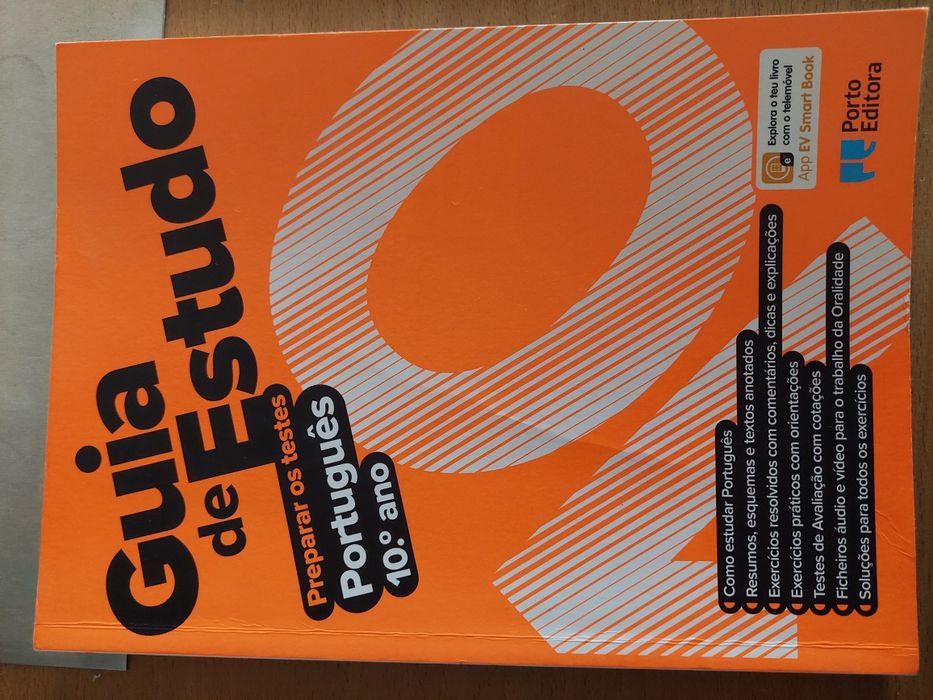 Guia
de Estudo
Preparar os testes
Português
10.º ano
Como estudar Português
Resumos, esquemas e textos anotados
Exercícios resolvidos com comentários, dicas e explicações
Exercícios práticos com orientações
Testes de Avaliação com cotações
Ficheiros áudio e vídeo para o trabalho da Oralidade
Soluções para todos os exercícios
e
Explora o teu livro
com o telemóvel
App EV Smart Book
Porto
Editora
10